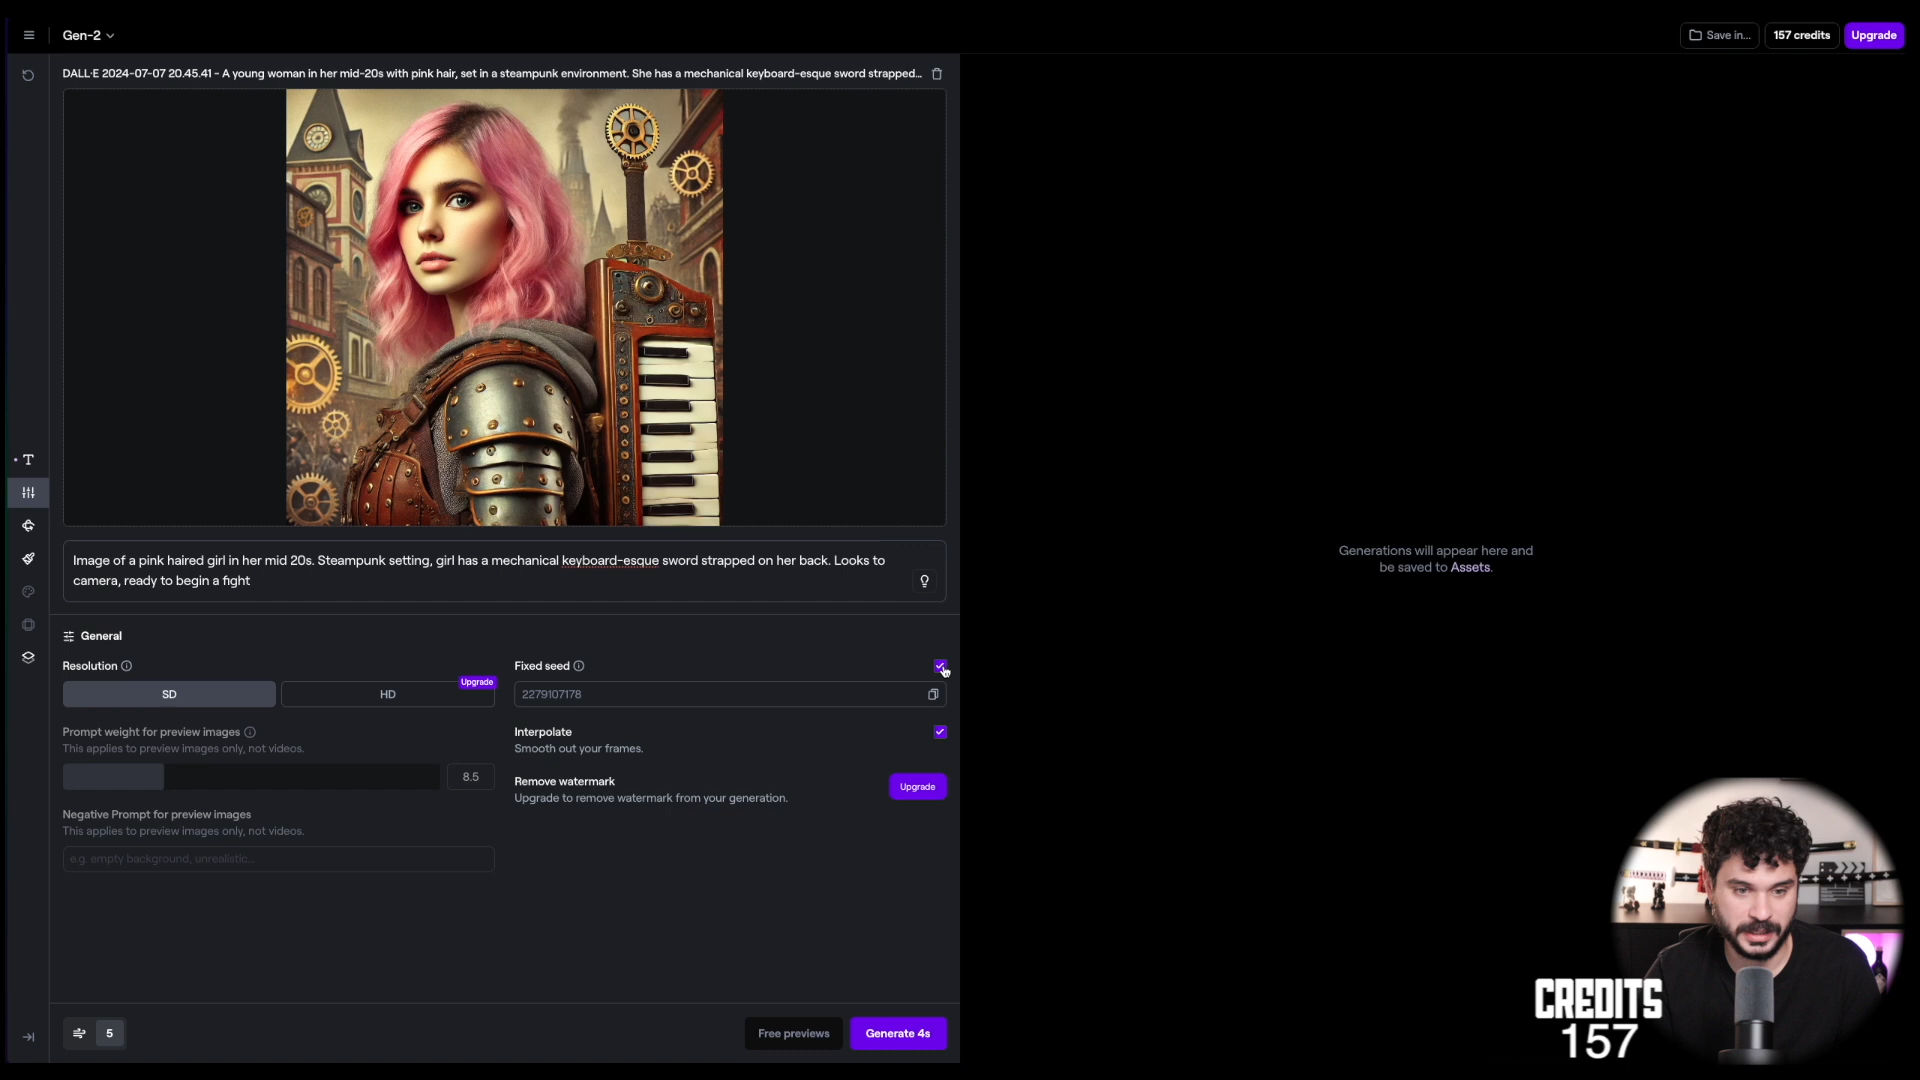 Gen-2
Save in...
157 credits
Upgrade
DALL·E 2024-07-07 20.45.41 - A young woman in her mid-20s with pink hair, set in a steampunk environment. She has a mechanical keyboard-esque sword strapped...
Image of a pink haired girl in her mid 20s. Steampunk setting, girl has a mechanical keyboard-esque sword strapped on her back. Looks to
camera, ready to begin a fight
Generations will appear here and
be saved to Assets.
General
Resolution
Fixed seed
Upgrade
SD
HD
2279107178
Prompt weight for preview images
This applies to preview images only, not videos.
8.5
Interpolate
Smooth out your frames.
Remove watermark
Upgrade to remove watermark from your generation.
Upgrade
Negative Prompt for preview images
This applies to preview images only, not videos.
e.g. empty background, unrealistic...
5
Free previews
Generate 4s
CREDITS
157